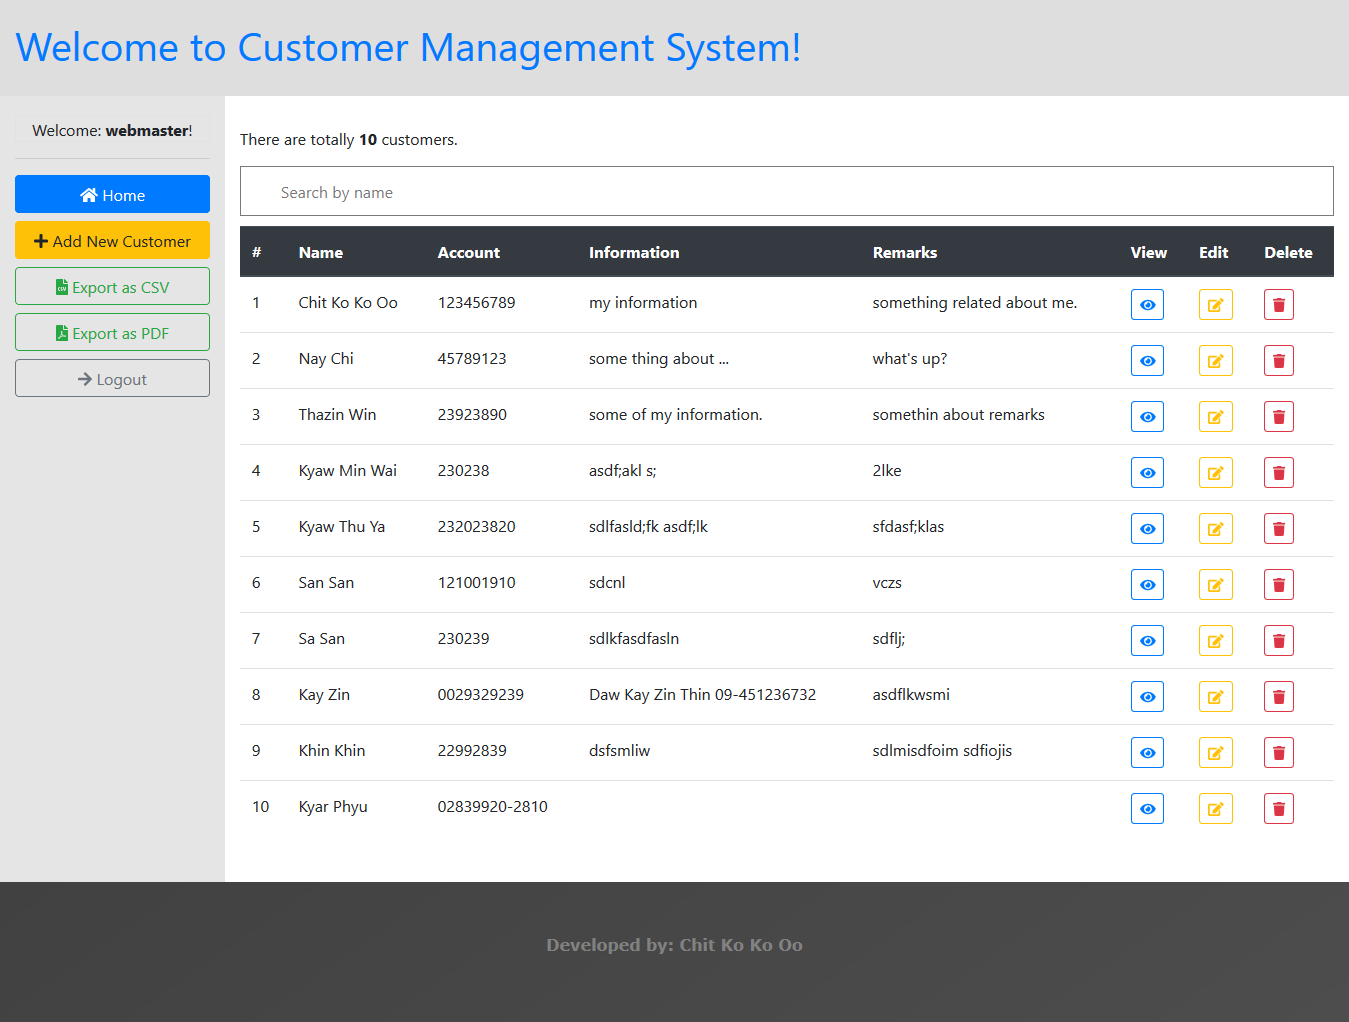 Welcome to Customer Management System!
Welcome: webmaster!
Home
Add New Customer
Export as CSV
Export as PDF
Logout
There are totally 10 customers.
Search by name
# Name Account Information Remarks View Edit Delete
1 Chit Ko Ko Oo 123456789 my information something related about me.
2 Nay Chi 45789123 some thing about ... what's up?
3 Thazin Win 23923890 some of my information. somethin about remarks
4 Kyaw Min Wai 230238 asdf;akl s; 2lke
5 Kyaw Thu Ya 232023820 sdlfasld;fk asdf;lk sfdasf;klas
6 San San 121001910 sdcnl vczs
7 Sa San 230239 sdlkfasdfasln sdflj;
8 Kay Zin 0029329239 Daw Kay Zin Thin 09-451236732 asdflkwsmi
9 Khin Khin 22992839 dsfsmliw sdlmisdfoim sdfiojis
10 Kyar Phyu 02839920-2810
Developed by: Chit Ko Ko Oo